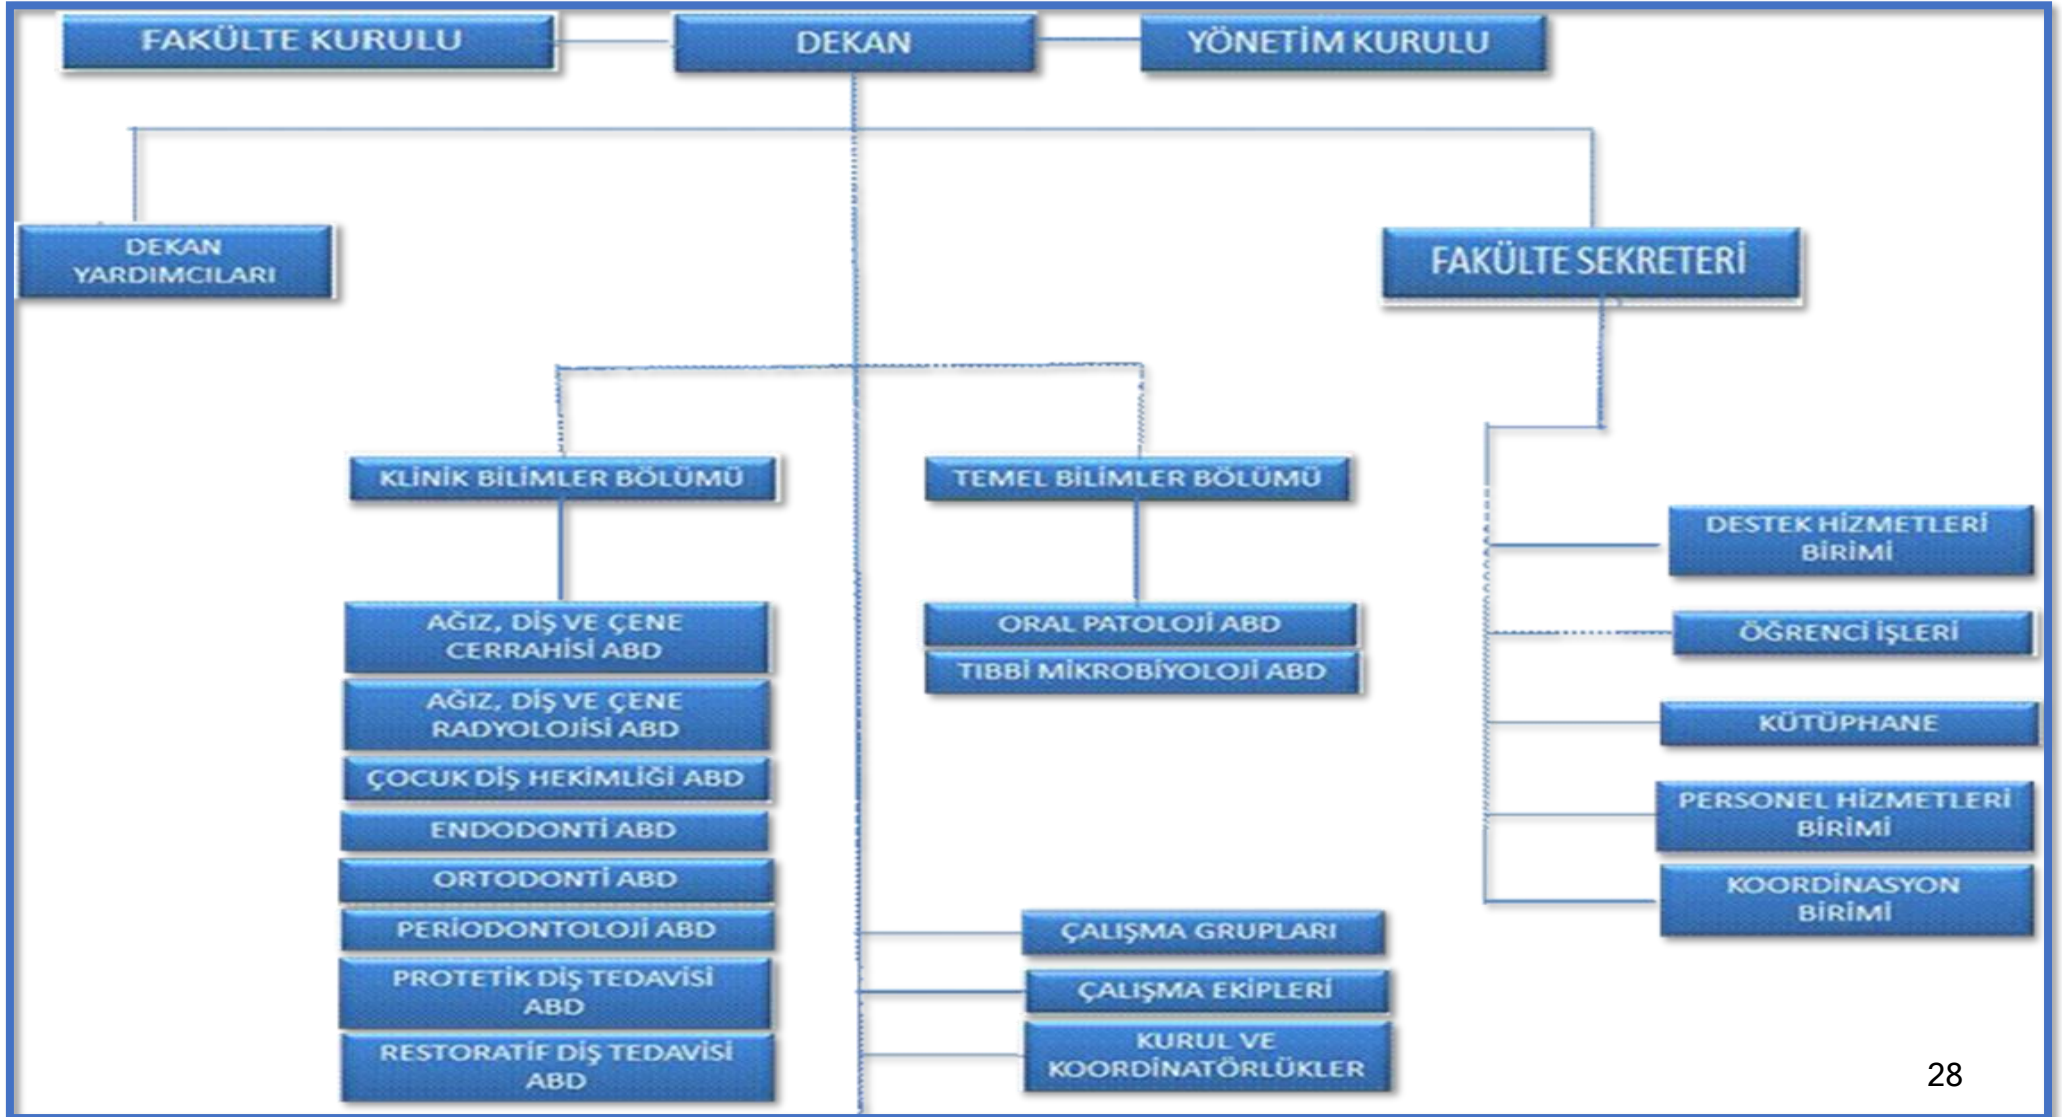 FAKÜLTE KURULU
DEKAN
YÖNETİM KURULU
DEKAN
YARDIMCILARI
FAKÜLTE SEKRETERİ
KLİNİK BİLİMLER BÖLÜMÜ
TEMEL BİLİMLER BÖLÜMÜ
AĞIZ, DİŞ VE ÇENE
CERRAHİSİ ABD
AĞIZ, DİŞ VE ÇENE
RADYOLOJİSİ ABD
ÇOCUK DİŞ HEKİMLİĞİ ABD
ENDODONTİ ABD
ORTODONTİ ABD
PERİODONTOLOJİ ABD
PROTETİK DİŞ TEDAVİSİ
ABD
RESTORATİF DİŞ TEDAVİSİ
ABD
ORAL PATOLOJİ ABD
TIBBİ MİKROBİYOLOJİ ABD
ÇALIŞMA GRUPLARI
ÇALIŞMA EKİPLERİ
KURUL VE
KOORDİNATÖRLÜKLER
DESTEK HİZMETLERİ
BİRİMİ
ÖĞRENCİ İŞLERİ
KÜTÜPHANE
PERSONEL HİZMETLERİ
BİRİMİ
KOORDİNASYON
BİRİMİ
28